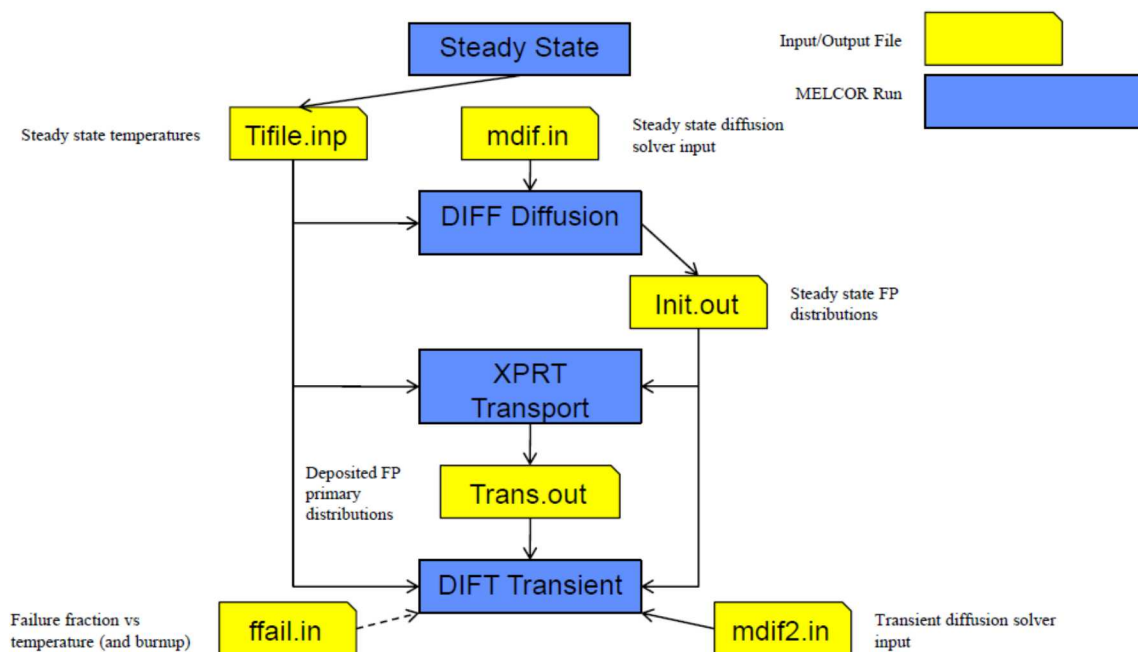 Steady State
Input/Output File
MELCOR Run
Steady state temperatures
Tifile.inp
mdif.in
Steady state diffusion
solver input
DIFF Diffusion
Init.out
Steady state FP
distributions
XPRT
Transport
Deposited FP
primary
distributions
Trans.out
DIFT Transient
Failure fraction vs
temperature (and burnup)
ffail.in
mdif2.in
Transient diffusion solver
input